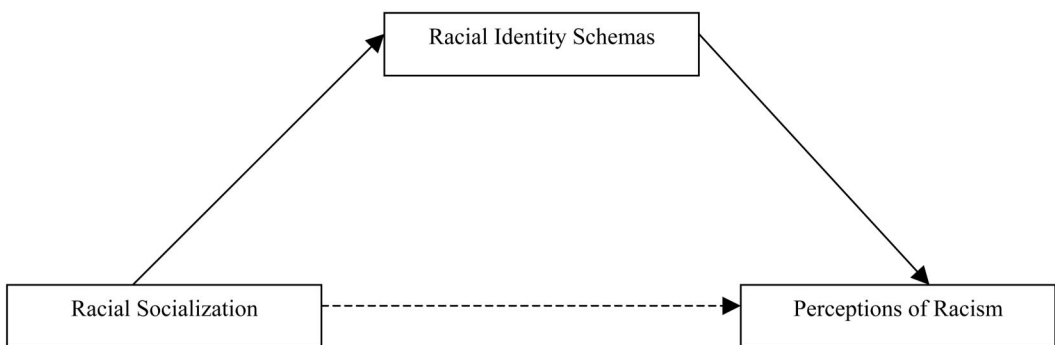 Racial Identity Schemas
Racial Socialization
Perceptions of Racism